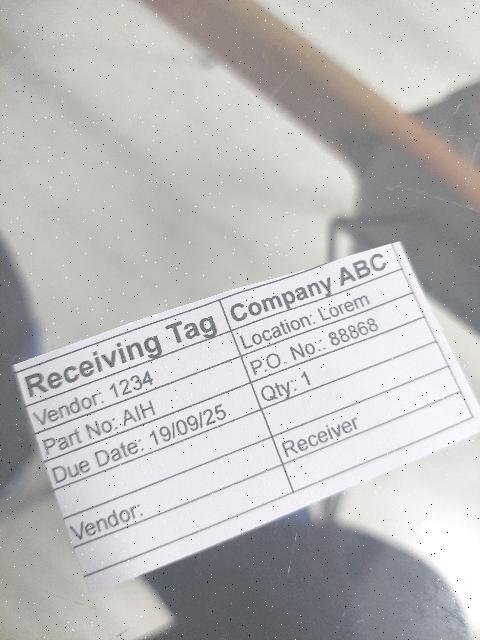 Receiving Tag Company ABC
Vendor: 1234 Location: Lorem
Part No: AIH P.O. No.: 88868
Due Date: 19/09/25 Qty: 1
Vendor: Receiver